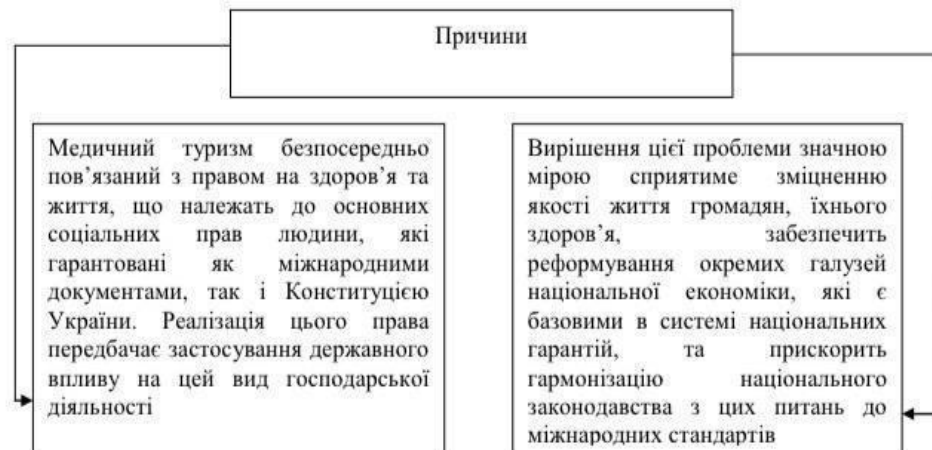 Причини
Медичний туризм безпосередньо
пов’язаний з правом на здоров’я та
життя, що належать до основних
соціальних прав людини, які
гарантовані як міжнародними
документами, так і Конституцією
України. Реалізація цього права
передбачає застосування державного
впливу на цей вид господарської
діяльності
Вирішення цієї проблеми значною
мірою сприятиме зміцненню
якості життя громадян, їхнього
здоров’я, забезпечить
реформування окремих галузей
національної економіки, які є
базовими в системі національних
гарантій, та прискорить
гармонізацію національного
законодавства з цих питань до
міжнародних стандартів